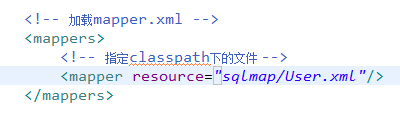 <!-- 加载mapper.xml -->
<mappers>
<!-- 指定classpath下的文件 -->
<mapper resource="sqlmap/User.xml"/>
</mappers>